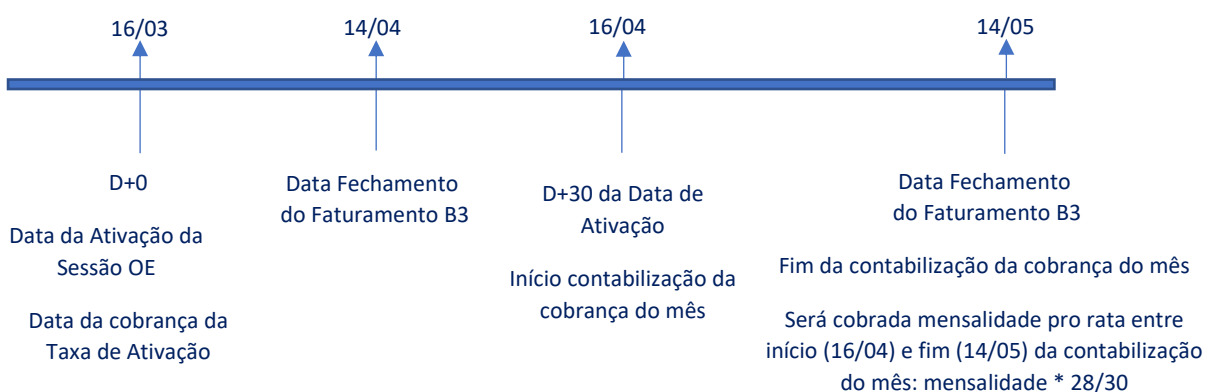 16/03
14/04
16/04
14/05
D+0
Data da Ativação da
Sessão OE
Data da cobrança da
Taxa de Ativação
Data Fechamento
do Faturamento B3
D+30 da Data de
Ativação
Início contabilização da
cobrança do mês
Data Fechamento
do Faturamento B3
Fim da contabilização da cobrança do mês
Será cobrada mensalidade pro rata entre
início (16/04) e fim (14/05) da contabilização
do mês: mensalidade * 28/30